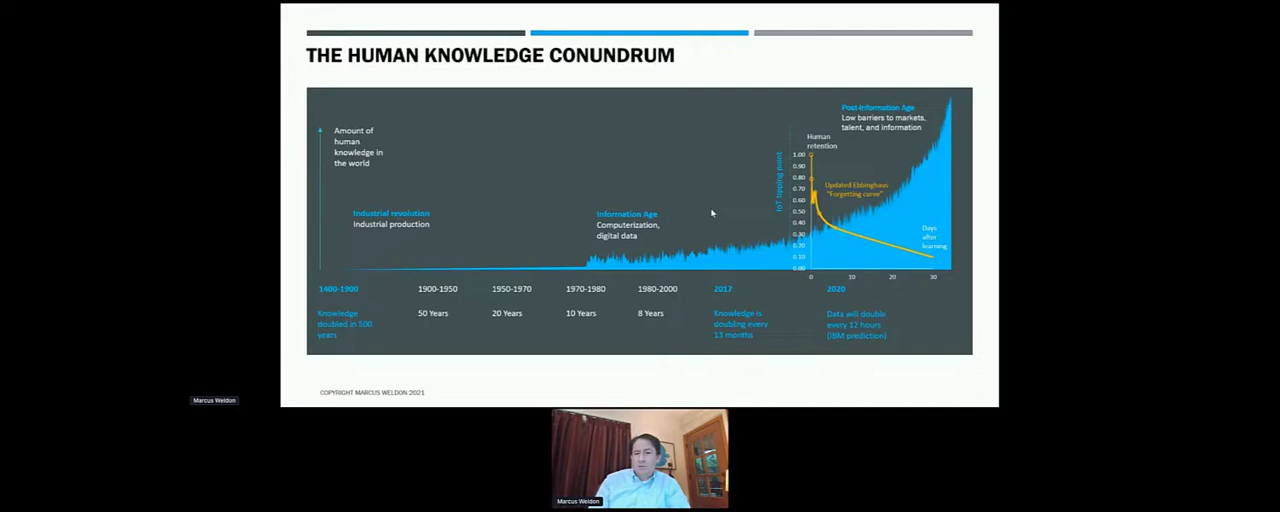 THE HUMAN KNOWLEDGE CONUNDRUM
Amount of
human
knowledge in
the world
Industrial revolution
Industrial production
Information Age
Computerization,
digital data
IoT tipping point
Post-Information Age
Low barriers to markets,
talent, and information
Human
retention
1.00
0.90
0.80
0.70
0.60
0.50
0.40
0.30
0.20
0.10
0.00
Updated Ebbinghaus
"Forgetting curve"
Days
after
learning
0 10 20 30
1400-1900 1900-1950 1950-1970 1970-1980 1980-2000 2017 2020
Knowledge
doubled in 500
years
50 Years
20 Years
10 Years
8 Years
Knowledge is
doubling every
13 months
Data will double
every 12 hours
(IBM prediction)
COPYRIGHT MARCUS WELDON 2021
Marcus Weldon
Marcus Weldon